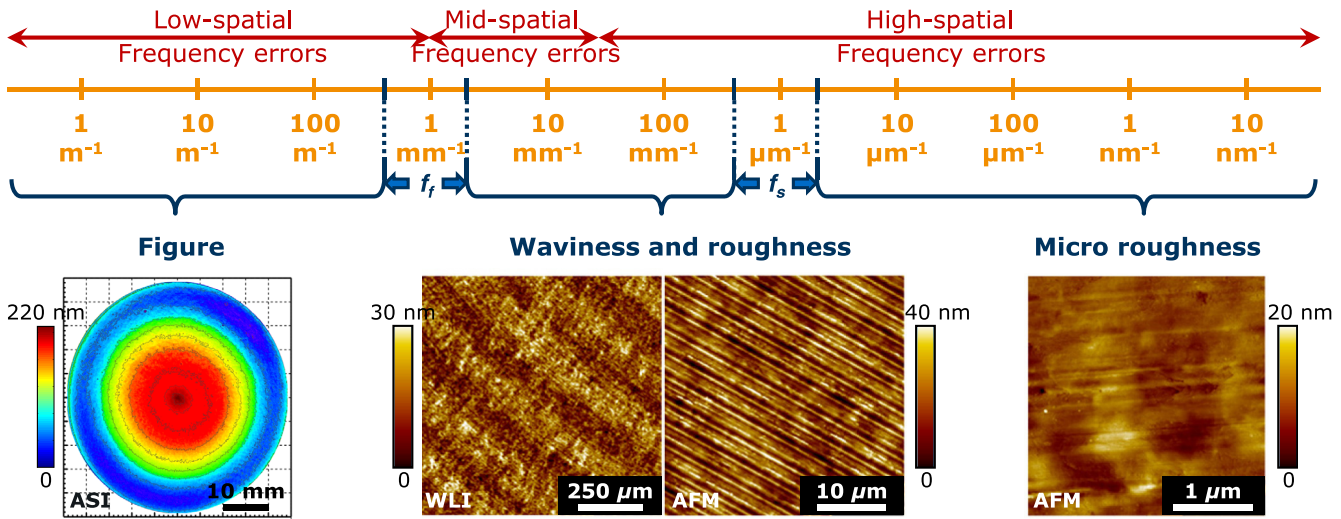 Low-spatial Mid-spatial High-spatial
Frequency errors Frequency errors Frequency errors
1 10 100 1 10 100 1 10 100 1 10
m⁻¹ m⁻¹ m⁻¹ mm⁻¹ mm⁻¹ mm⁻¹ µm⁻¹ µm⁻¹ µm⁻¹ nm⁻¹ nm⁻¹
f_f f_s
Figure Waviness and roughness Micro roughness
220 nm 30 nm 40 nm 20 nm
0 ASI 10 mm 0 WLI 250 µm AFM 10 µm 0 AFM 1 µm 0